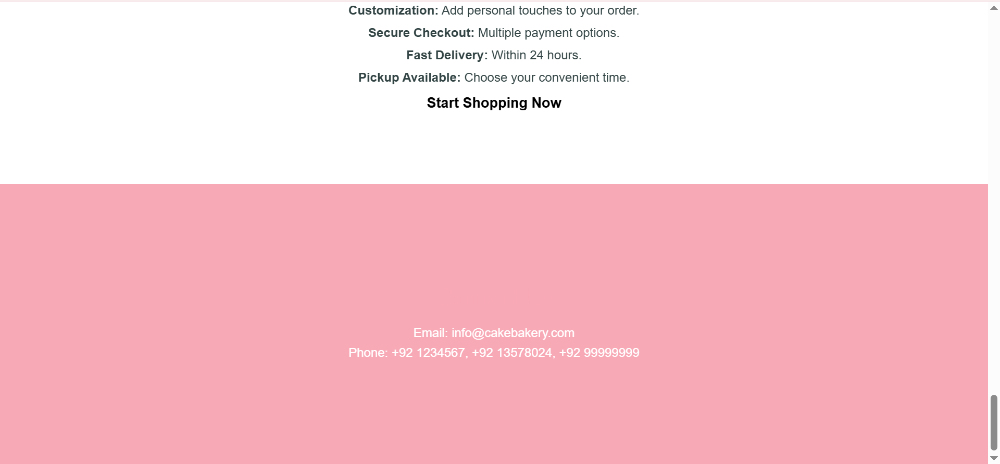 Customization: Add personal touches to your order.
Secure Checkout: Multiple payment options.
Fast Delivery: Within 24 hours.
Pickup Available: Choose your convenient time.
Start Shopping Now
Email: info@cakebakery.com
Phone: +92 1234567, +92 13578024, +92 99999999